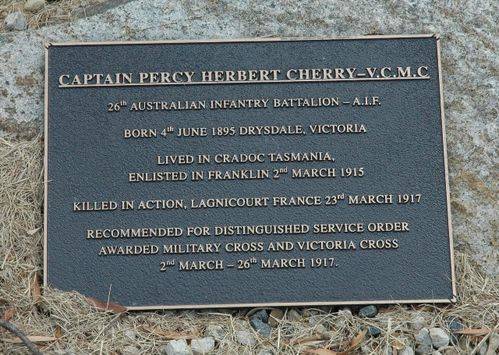 CAPTAIN PERCY HERBERT CHERRY–V.C.M.C
26th AUSTRALIAN INFANTRY BATTALION – A.I.F.
BORN 4th JUNE 1895 DRYSDALE, VICTORIA
LIVED IN CRADOC TASMANIA,
ENLISTED IN FRANKLIN 2nd MARCH 1915
KILLED IN ACTION, LAGNICOURT FRANCE 23rd MARCH 1917
RECOMMENDED FOR DISTINGUISHED SERVICE ORDER
AWARDED MILITARY CROSS AND VICTORIA CROSS
2nd MARCH – 26th MARCH 1917.